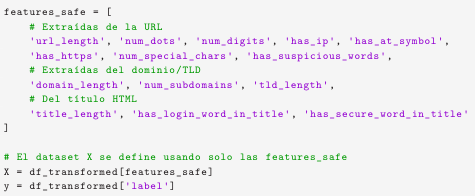 features_safe = [
    # Extraídas de la URL
    'url_length', 'num_dots', 'num_digits', 'has_ip', 'has_at_symbol',
    'has_https', 'num_special_chars', 'has_suspicious_words',
    # Extraídas del dominio/TLD
    'domain_length', 'num_subdomains', 'tld_length',
    # Del título HTML
    'title_length', 'has_login_word_in_title', 'has_secure_word_in_title'
]
# El dataset X se define usando solo las features_safe
X = df_transformed[features_safe]
y = df_transformed['label']